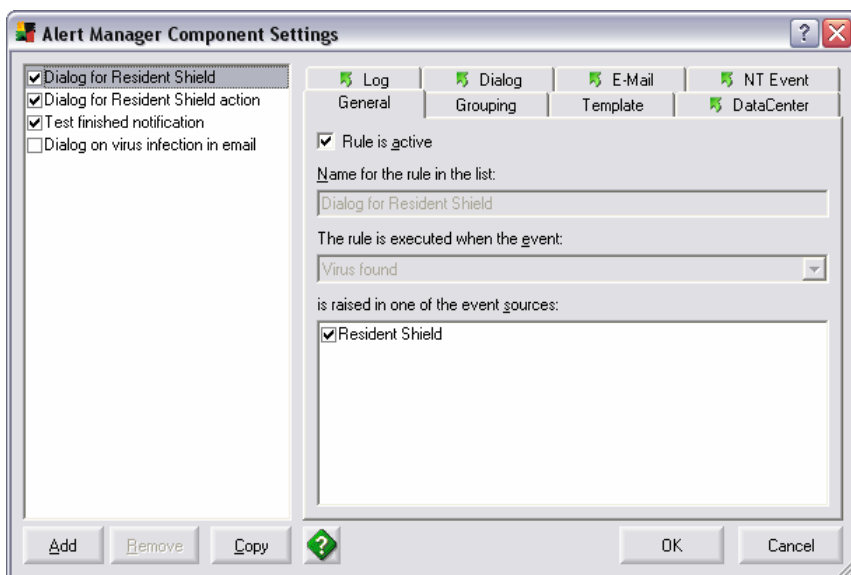 Alert Manager Component Settings
Dialog for Resident Shield
Dialog for Resident Shield action
Test finished notification
Dialog on virus infection in email
Log Dialog E-Mail NT Event
General Grouping Template DataCenter
Rule is active
Name for the rule in the list:
Dialog for Resident Shield
The rule is executed when the event:
Virus found
is raised in one of the event sources:
Resident Shield
Add Remove Copy ? OK Cancel